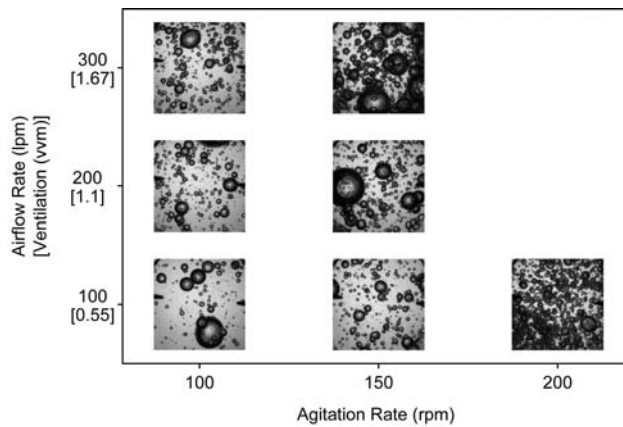 Airflow Rate (lpm)
[Ventilation (vvm)]
300
[1.67]
200
[1.1]
100
[0.55]
100 150 200
Agitation Rate (rpm)